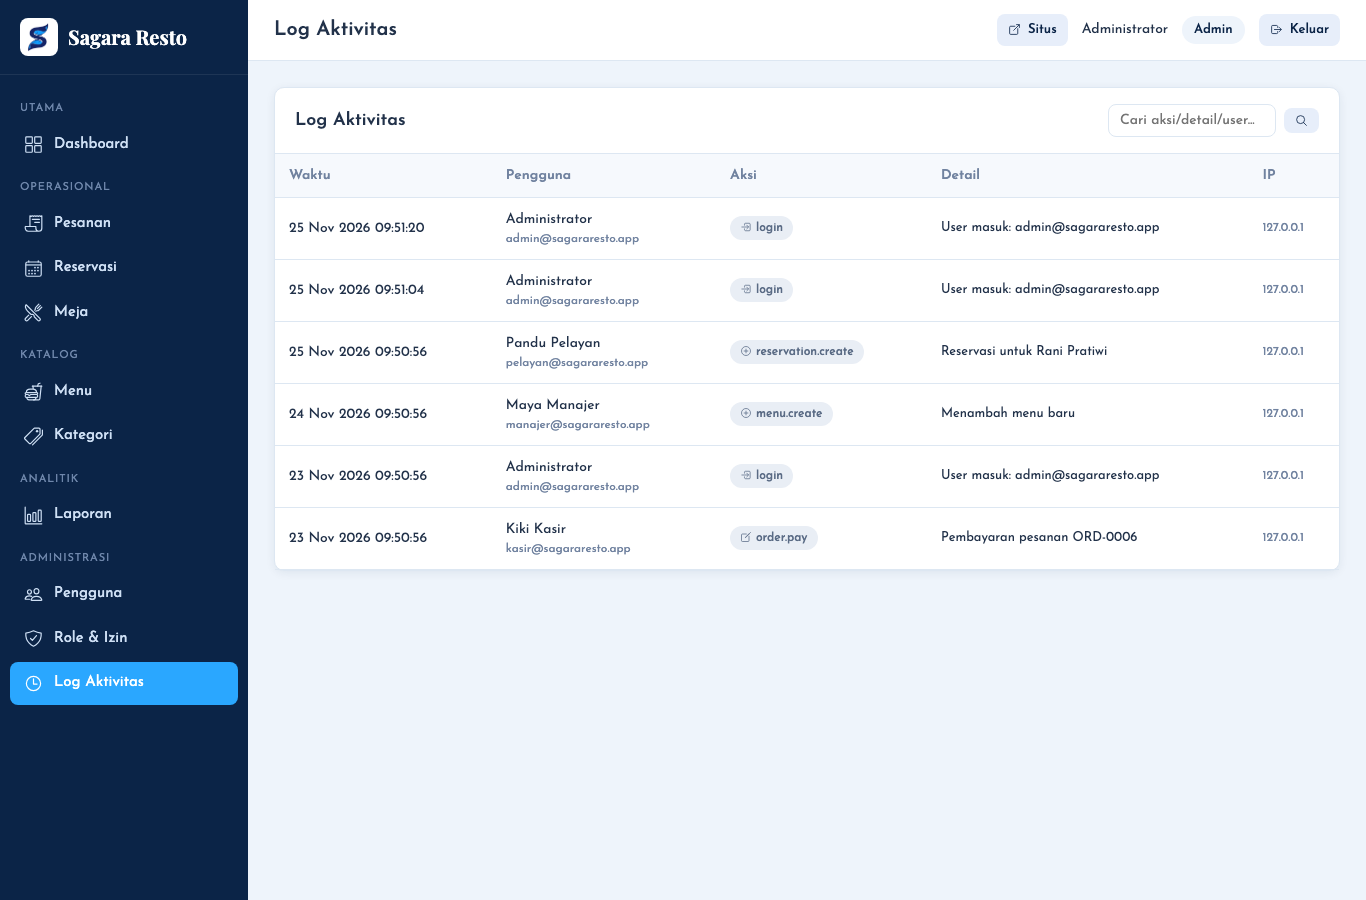 Sagara Resto
UTAMA
Dashboard
OPERASIONAL
Pesanan
Reservasi
Meja
KATALOG
Menu
Kategori
ANALITIK
Laporan
ADMINISTRASI
Pengguna
Role & Izin
Log Aktivitas
Log Aktivitas
Situs Administrator Admin Keluar
Log Aktivitas
Cari aksi/detail/user...
Waktu Pengguna Aksi Detail IP
25 Nov 2026 09:51:20 Administrator login User masuk: admin@sagararesto.app 127.0.0.1
admin@sagararesto.app
25 Nov 2026 09:51:04 Administrator login User masuk: admin@sagararesto.app 127.0.0.1
admin@sagararesto.app
25 Nov 2026 09:50:56 Pandu Pelayan reservation.create Reservasi untuk Rani Pratiwi 127.0.0.1
pelayan@sagararesto.app
24 Nov 2026 09:50:56 Maya Manajer menu.create Menambah menu baru 127.0.0.1
manajer@sagararesto.app
23 Nov 2026 09:50:56 Administrator login User masuk: admin@sagararesto.app 127.0.0.1
admin@sagararesto.app
23 Nov 2026 09:50:56 Kiki Kasir order.pay Pembayaran pesanan ORD-0006 127.0.0.1
kasir@sagararesto.app